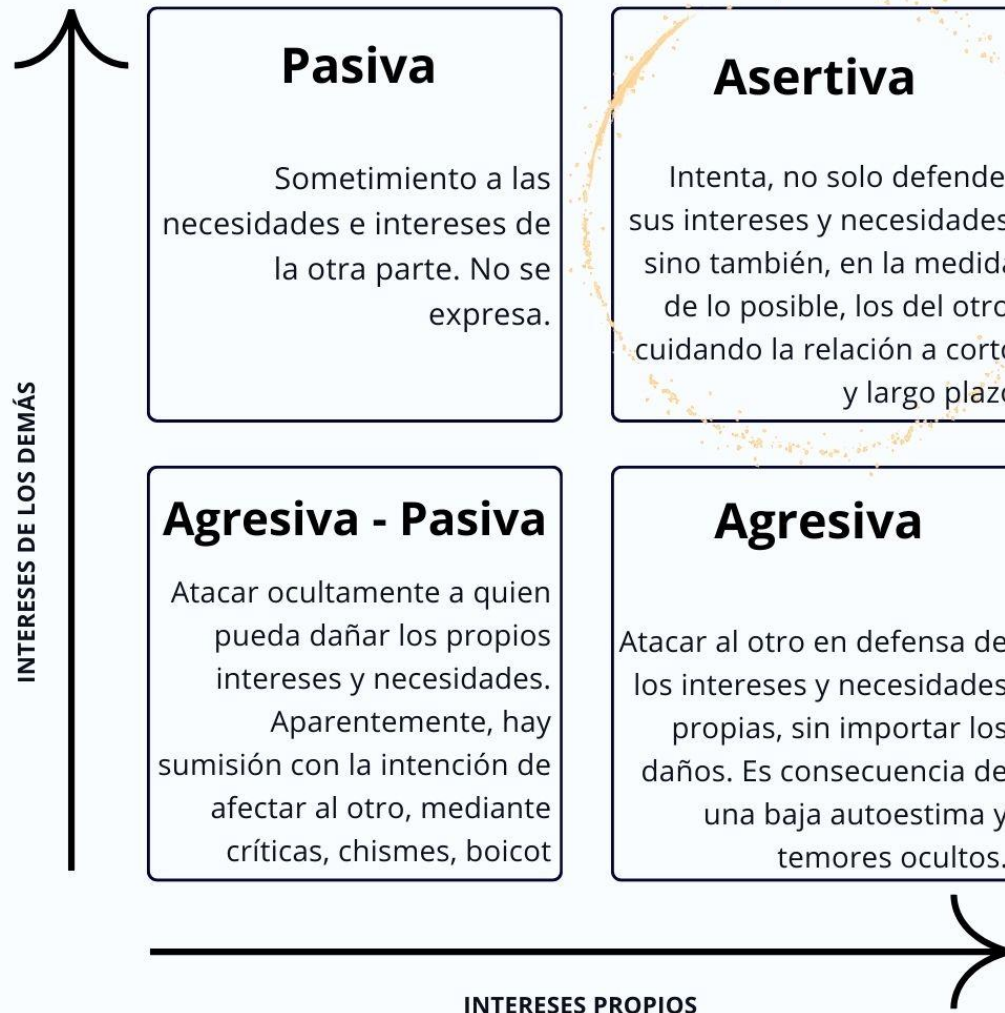 Pasiva
Sometimiento a las
necesidades e intereses de
la otra parte. No se
expresa.
Asertiva
Intenta, no solo defende
sus intereses y necesidades
sino también, en la medida
de lo posible, los del otro
cuidando la relación a corto
y largo plazo
INTERESES DE LOS DEMÁS
Agresiva - Pasiva
Atacar ocultamente a quien
pueda dañar los propios
intereses y necesidades.
Aparentemente, hay
sumisión con la intención de
afectar al otro, mediante
críticas, chismes, boicot
Agresiva
Atacar al otro en defensa de
los intereses y necesidades
propias, sin importar los
daños. Es consecuencia de
una baja autoestima y
temores ocultos.
INTERESES PROPIOS